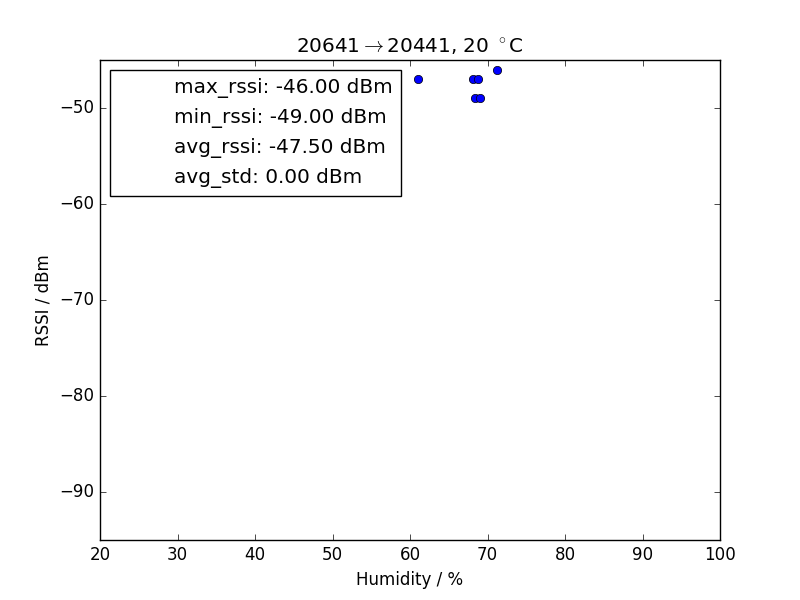 20641→20441, 20 °C
max_rssi: -46.00 dBm
min_rssi: -49.00 dBm
avg_rssi: -47.50 dBm
avg_std: 0.00 dBm
RSSI / dBm
−50
−60
−70
−80
−90
20 30 40 50 60 70 80 90 100
Humidity / %